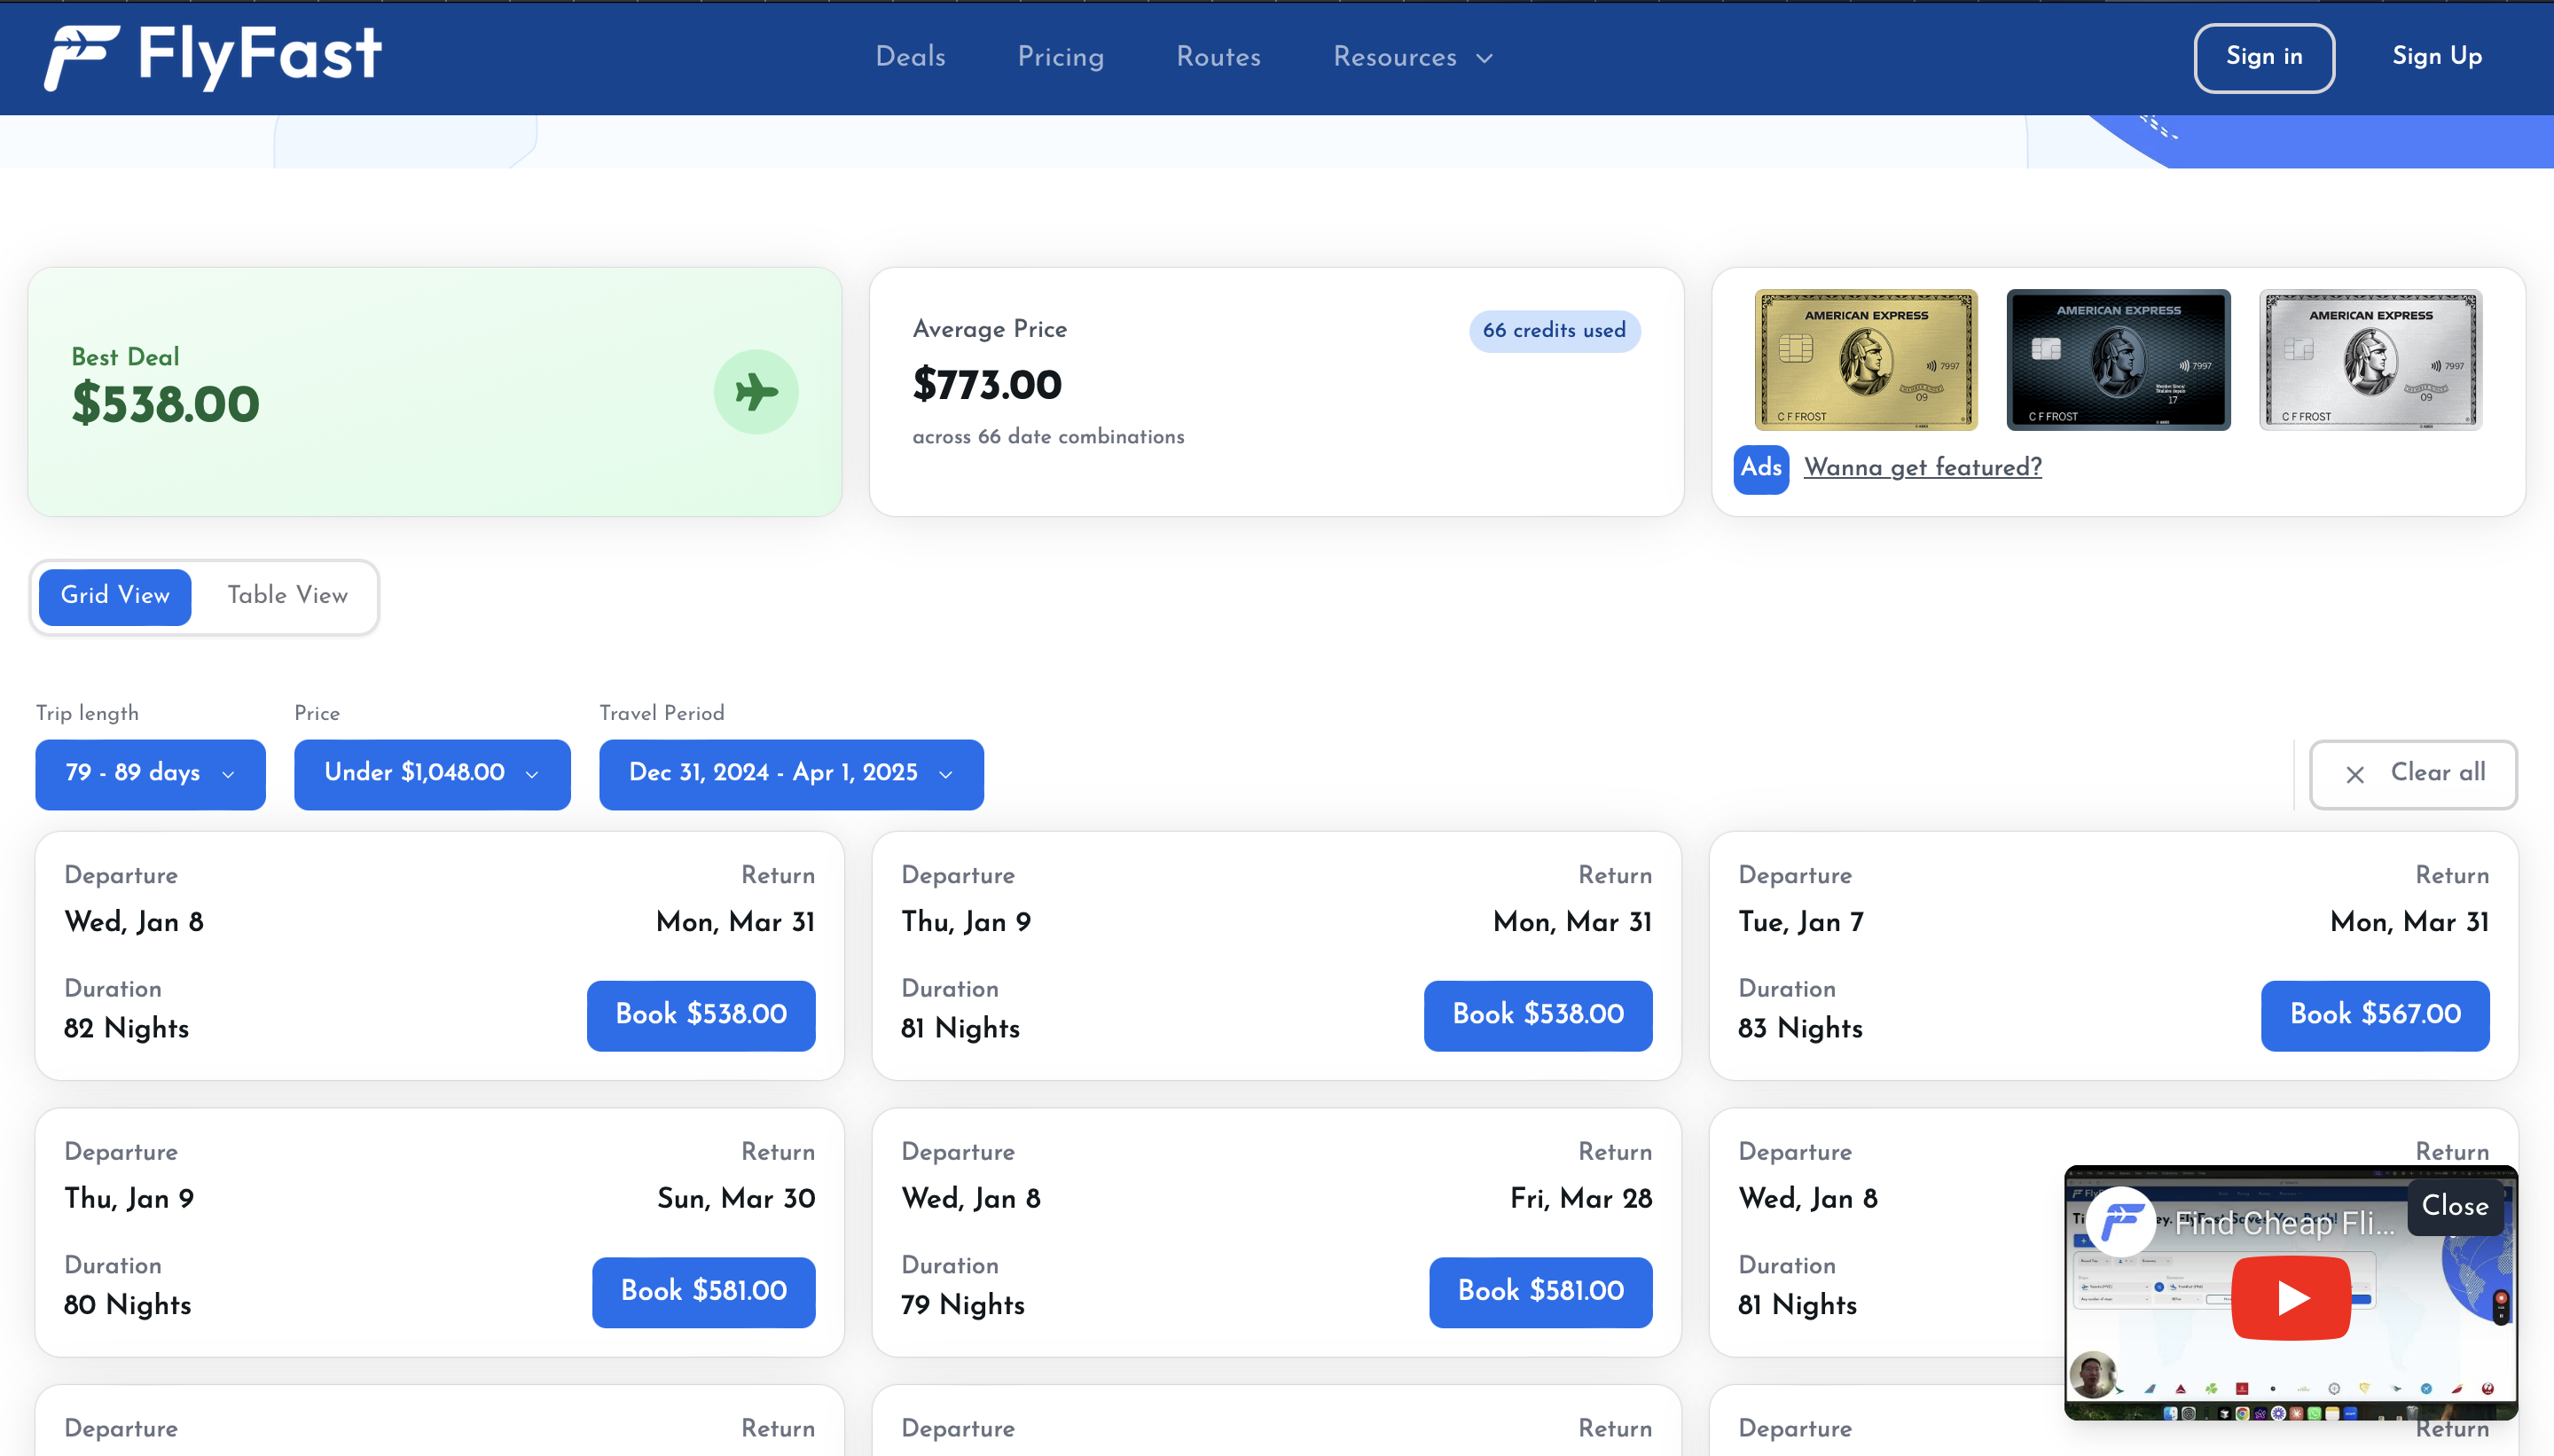 FlyFast
Deals
Pricing
Routes
Resources
Sign in
Sign Up
Best Deal
$538.00
Average Price
66 credits used
$773.00
across 66 date combinations
AMERICAN EXPRESS
7997
09
C F FROST
AMERICAN EXPRESS
7997
17
C F FROST
AMERICAN EXPRESS
7997
09
C F FROST
Ads
Wanna get featured?
Grid View
Table View
Trip length
Price
Travel Period
79 - 89 days
Under $1,048.00
Dec 31, 2024 - Apr 1, 2025
Clear all
Departure
Return
Wed, Jan 8
Mon, Mar 31
Duration
82 Nights
Book $538.00
Departure
Return
Thu, Jan 9
Mon, Mar 31
Duration
81 Nights
Book $538.00
Departure
Return
Tue, Jan 7
Mon, Mar 31
Duration
83 Nights
Book $567.00
Departure
Return
Thu, Jan 9
Sun, Mar 30
Duration
80 Nights
Book $581.00
Departure
Return
Wed, Jan 8
Fri, Mar 28
Duration
79 Nights
Book $581.00
Departure
Return
Wed, Jan 8
Duration
81 Nights
Find Cheap Fli...
Close
Departure
Return
Departure
Return
Departure
Return